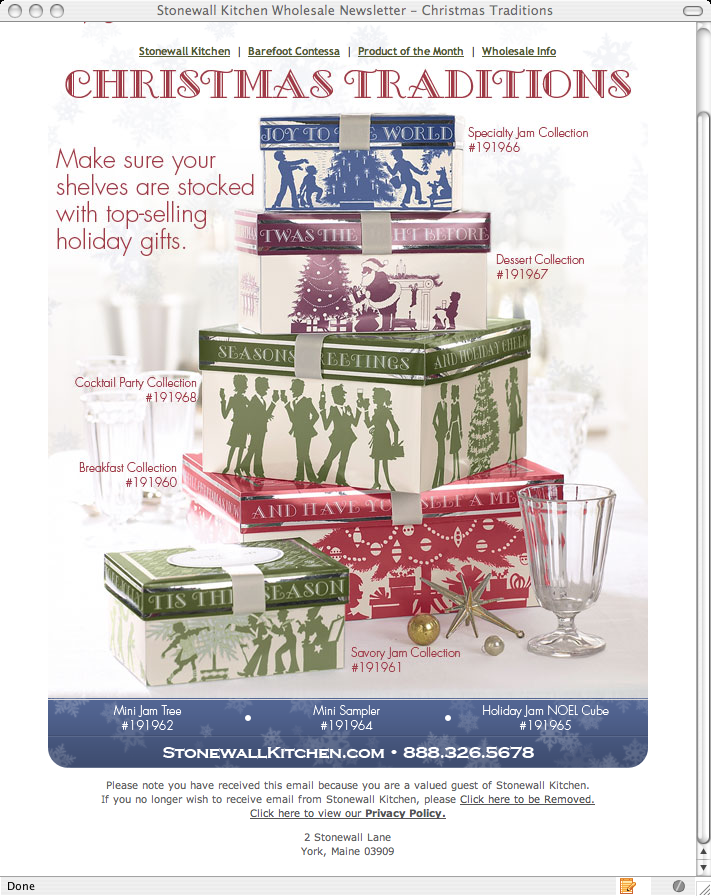 Stonewall Kitchen Wholesale Newsletter – Christmas Traditions
Stonewall Kitchen | Barefoot Contessa | Product of the Month | Wholesale Info
CHRISTMAS TRADITIONS
Make sure your
shelves are stocked
with top-selling
holiday gifts.
JOY TO WORLD
Specialty Jam Collection
#191966
TWAS THE HT BEFORE
Dessert Collection
#191967
SEASONS REETINGS
AND HOLIDAY CHEE
Cocktail Party Collection
#191968
Breakfast Collection
#191960
AND HAVE YO SELF A ME
TIS THE SEASON
Savory Jam Collection
#191961
Mini Jam Tree
#191962
Mini Sampler
#191964
Holiday Jam NOEL Cube
#191965
STONEWALLKITCHEN.COM • 888.326.5678
Please note you have received this email because you are a valued guest of Stonewall Kitchen.
If you no longer wish to receive email from Stonewall Kitchen, please Click here to be Removed.
Click here to view our Privacy Policy.
2 Stonewall Lane
York, Maine 03909
Done